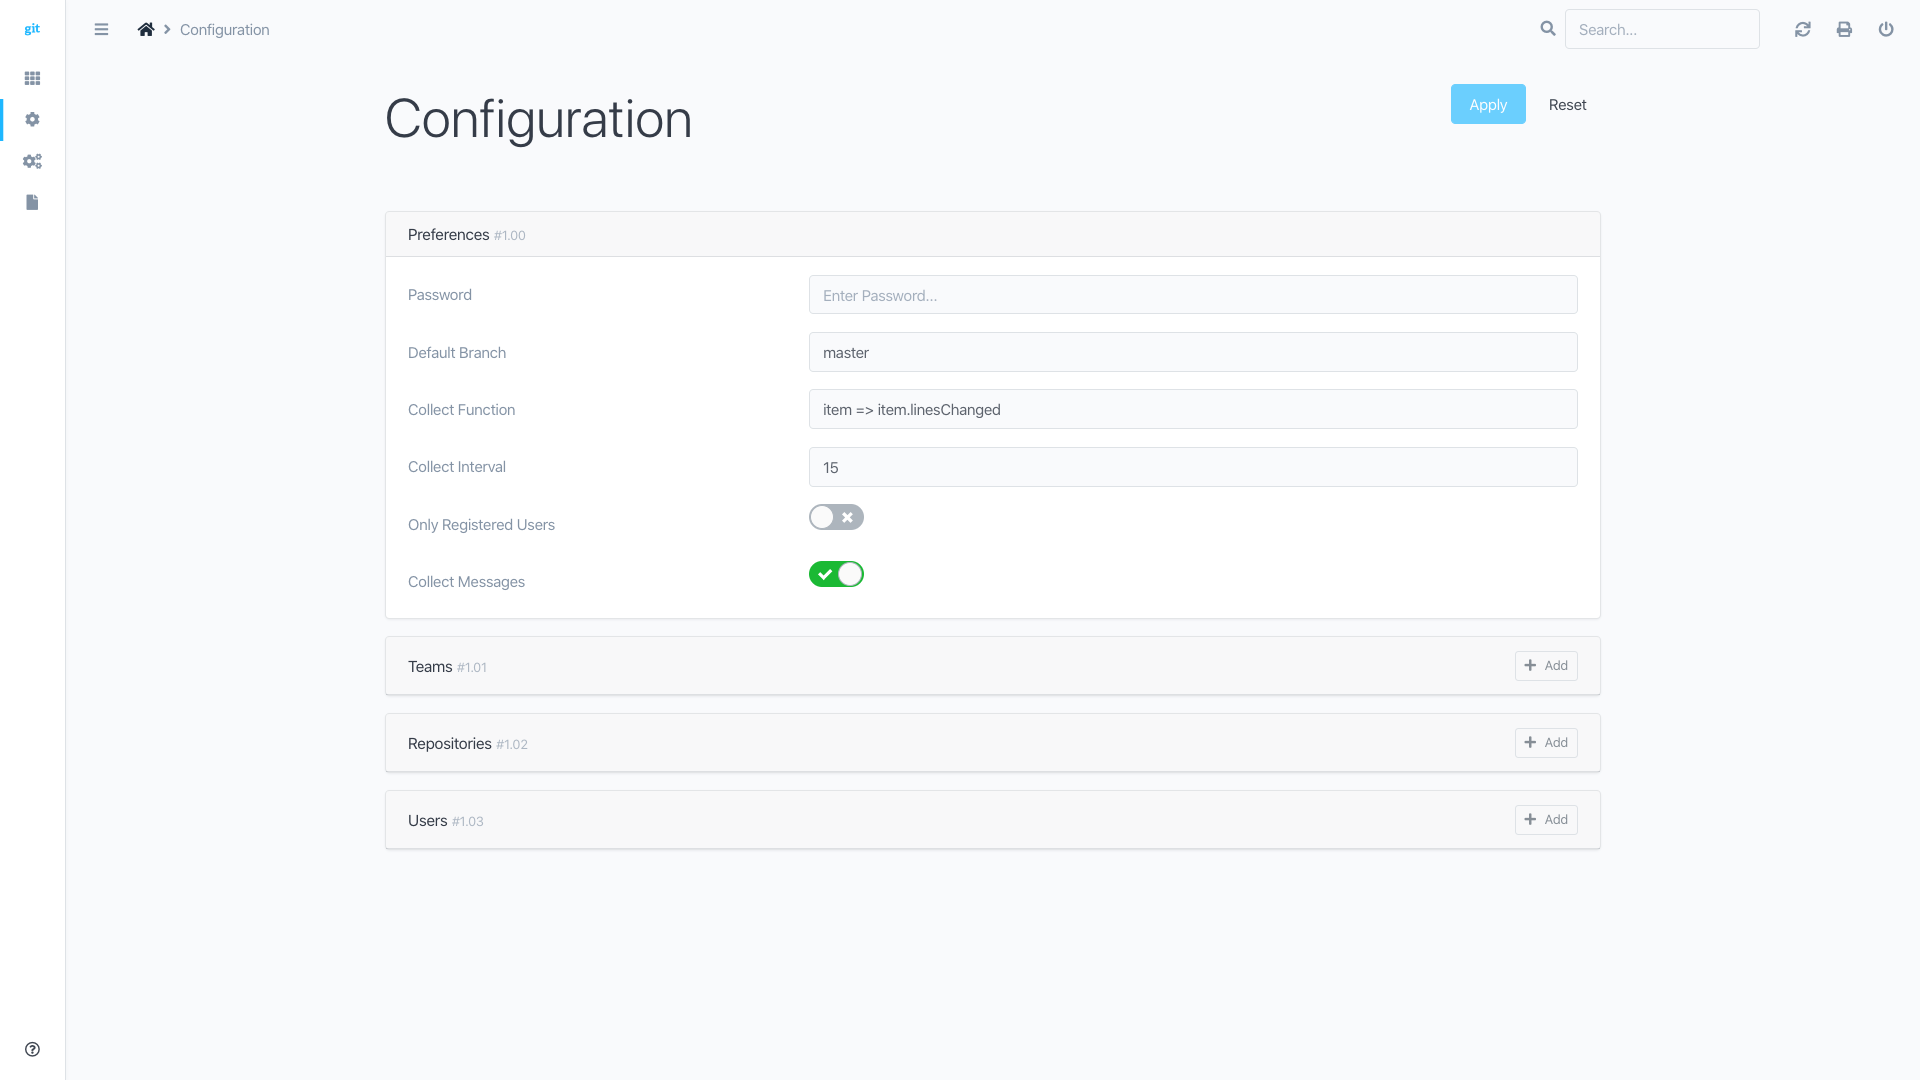 git
Configuration
Search...
Configuration
Apply
Reset
Preferences #1.00
Password
Enter Password...
Default Branch
master
Collect Function
item => item.linesChanged
Collect Interval
15
Only Registered Users
Collect Messages
Teams #1.01
Add
Repositories #1.02
Add
Users #1.03
Add